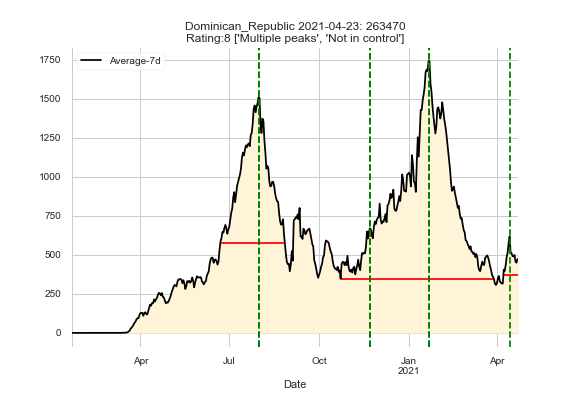 Dominican_Republic 2021-04-23: 263470
Rating:8 ['Multiple peaks', 'Not in control']
Average-7d
1750
1500
1250
1000
750
500
250
0
Apr
Jul
Oct
Jan
2021
Apr
Date